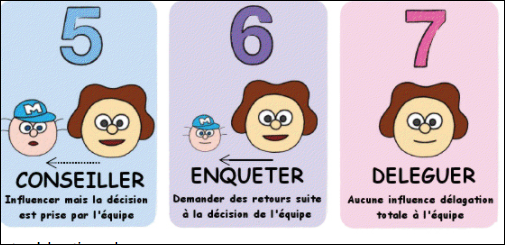 5
6
7
M
M
CONSEILLER
ENQUETER
DELEGUER
Influencer mais la décision
est prise par l'équipe
Demander des retours suite
à la décision de l'équipe
Aucune influence délagation
totale à l'équipe